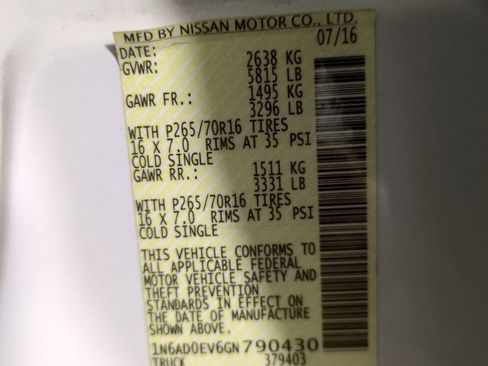 MFD BY NISSAN MOTOR CO., LTD.
DATE: 07/16
GVWR: 2638 KG
5815 LB
GAWR FR.: 1495 KG
3296 LB
WITH P265/70R16 TIRES
16 X 7.0 RIMS AT 35 PSI
COLD SINGLE
GAWR RR.: 1511 KG
3331 LB
WITH P265/70R16 TIRES
16 X 7.0 RIMS AT 35 PSI
COLD SINGLE
THIS VEHICLE CONFORMS TO
ALL APPLICABLE FEDERAL
MOTOR VEHICLE SAFETY AND
THEFT PREVENTION
STANDARDS IN EFFECT ON
THE DATE OF MANUFACTURE
SHOWN ABOVE.
1N6AD0EV6GN790430
TRUCK 379403